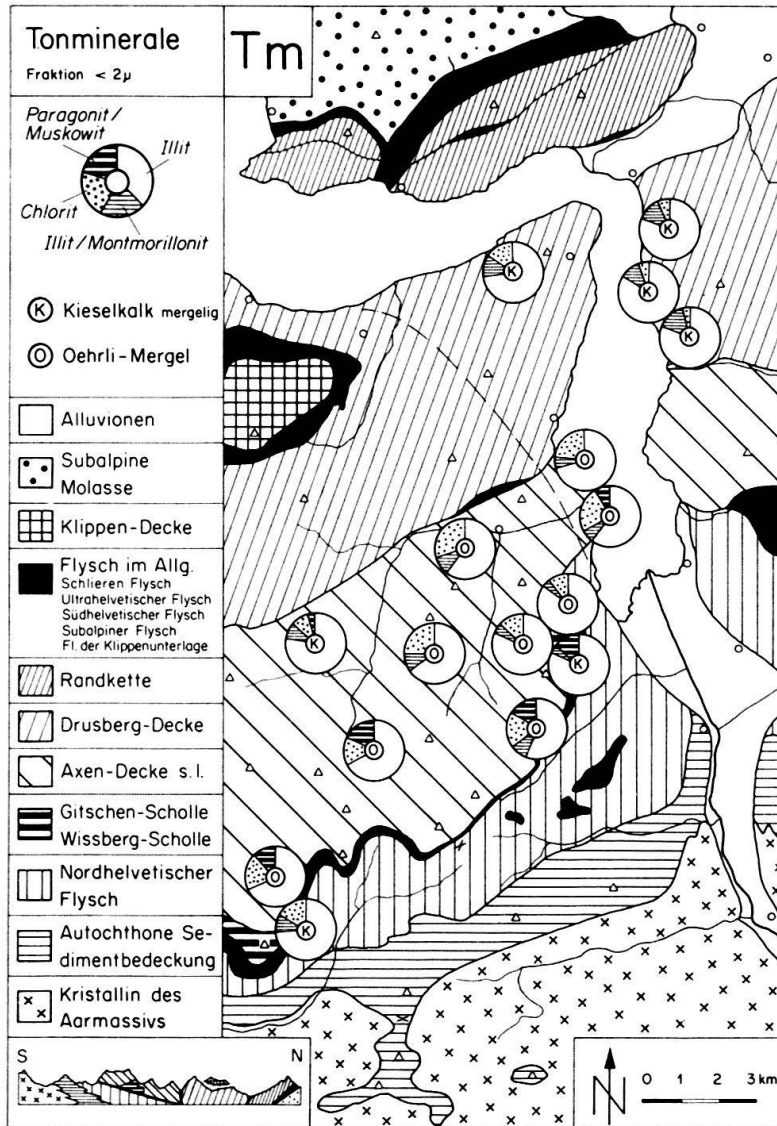 Tonminerale
Fraktion < 2µ
Tm
Paragonit/
Muskowit
Illit
Chlorit
Illit/Montmorillonit
K Kieselkalk mergelig
O Oehrli-Mergel
Alluvionen
Subalpine
Molasse
Klippen-Decke
Flysch im Allg.
Schlieren Flysch
Ultrahelvetischer Flysch
Südhelvetischer Flysch
Subalpiner Flysch
Fl. der Klippenunterlage
Randkette
Drusberg-Decke
Axen-Decke s.l.
Gitschen-Scholle
Wissberg-Scholle
Nordhelvetischer
Flysch
Autochthone Se-
dimentbedeckung
Kristallin des
Aarmassivs
S N
K
K
K
K
O
O
O
O
K
O
O
K
O
O
O
K
N
0 1 2 3 km